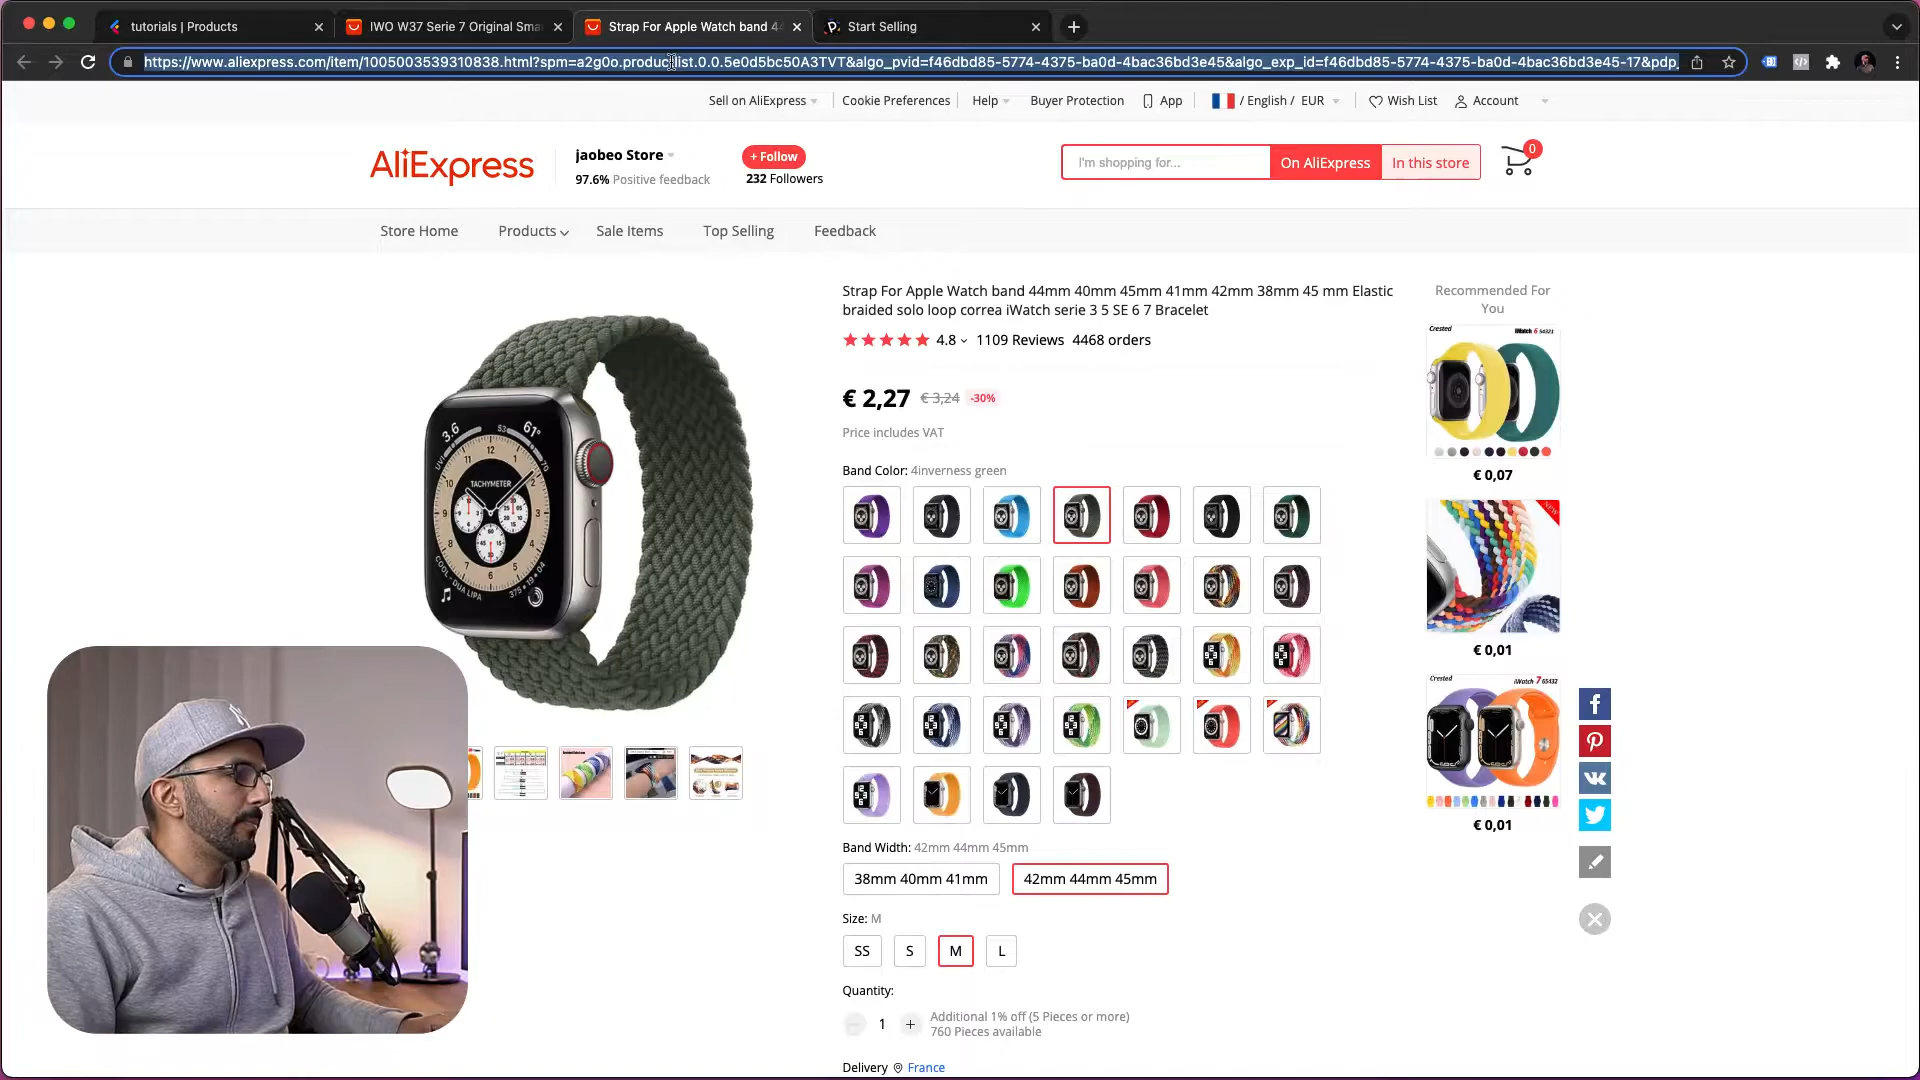 tutorials | Products
IWO W37 Serie 7 Original Sma
Strap For Apple Watch band 44
Start Selling
https://www.aliexpress.com/item/1005003539310838.html?spm=a2g0o.productlist.0.0.5e0d5bc50A3TVT&algo_pvid=f46dbd85-5774-4375-ba0d-4bac36bd3e45&algo_exp_id=f46dbd85-5774-4375-ba0d-4bac36bd3e45-17&pdp_
Sell on AliExpress
Cookie Preferences
Help
Buyer Protection
App
/ English / EUR
Wish List
Account
AliExpress
jaobeo Store
97.6% Positive feedback
+ Follow
232 Followers
I'm shopping for...
On AliExpress
In this store
0
Store Home
Products
Sale Items
Top Selling
Feedback
Strap For Apple Watch band 44mm 40mm 45mm 41mm 42mm 38mm 45 mm Elastic
braided solo loop correa iWatch serie 3 5 SE 6 7 Bracelet
4.8
1109 Reviews
4468 orders
€ 2,27
€ 3,24
-30%
Price includes VAT
Band Color: 4inverness green
Band Width: 42mm 44mm 45mm
38mm 40mm 41mm
42mm 44mm 45mm
Size: M
SS
S
M
L
Quantity:
1
Additional 1% off (5 Pieces or more)
760 Pieces available
Delivery
France
Recommended For
You
Crested
€ 0,07
€ 0,01
Crested
€ 0,01
TACHYMETER